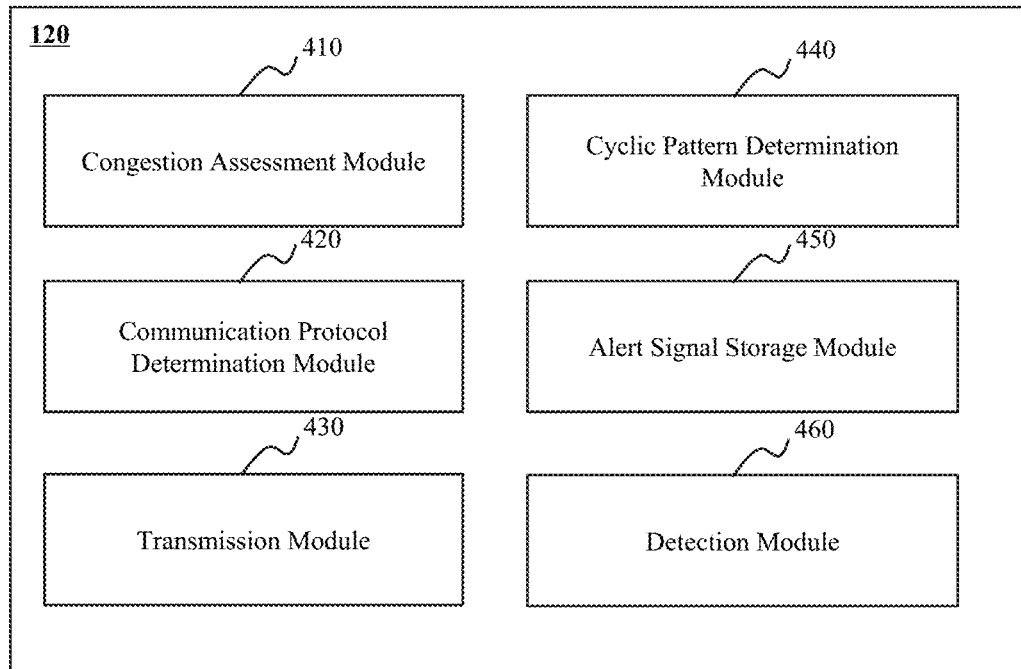 120
410
Congestion Assessment Module
440
Cyclic Pattern Determination
Module
420
Communication Protocol
Determination Module
450
Alert Signal Storage Module
430
Transmission Module
460
Detection Module